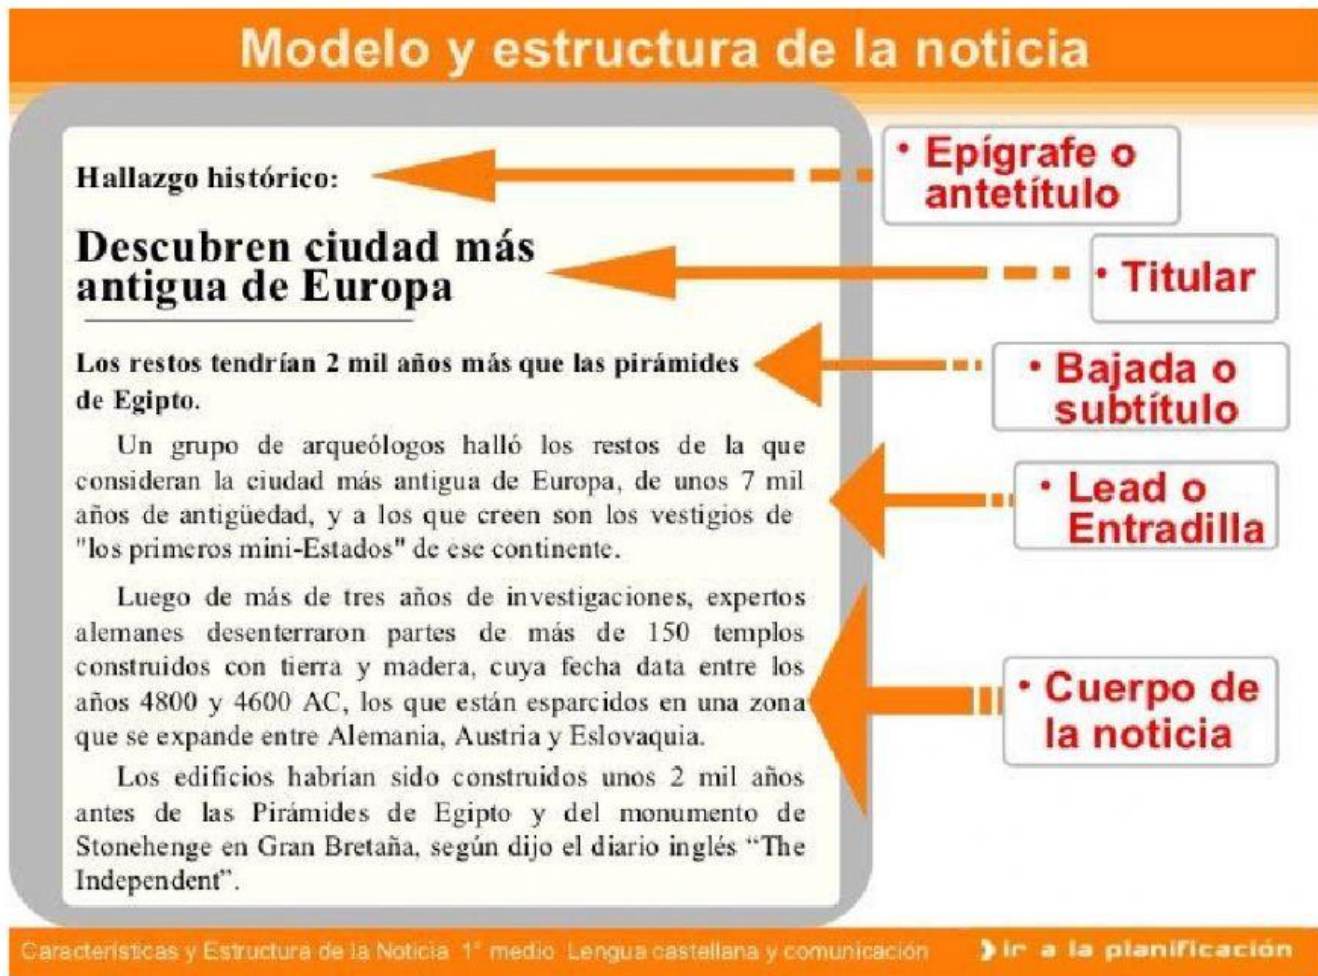 Modelo y estructura de la noticia
Hallazgo histórico:
Descubren ciudad más
antigua de Europa
Los restos tendrían 2 mil años más que las pirámides
de Egipto.
Un grupo de arqueólogos halló los restos de la que
consideran la ciudad más antigua de Europa, de unos 7 mil
años de antigüedad, y a los que creen son los vestigios de
"los primeros mini-Estados" de ese continente.
Luego de más de tres años de investigaciones, expertos
alemanes desenterraron partes de más de 150 templos
construidos con tierra y madera, cuya fecha data entre los
años 4800 y 4600 AC, los que están esparcidos en una zona
que se expande entre Alemania, Austria y Eslovaquia.
Los edificios habrían sido construidos unos 2 mil años
antes de las Pirámides de Egipto y del monumento de
Stonehenge en Gran Bretaña, según dijo el diario inglés “The
Independent”.
• Epígrafe o
antetítulo
• Titular
• Bajada o
subtítulo
• Lead o
Entradilla
• Cuerpo de
la noticia
Características y Estructura de la Noticia 1° medio Lengua castellana y comunicación
ir a la planificación